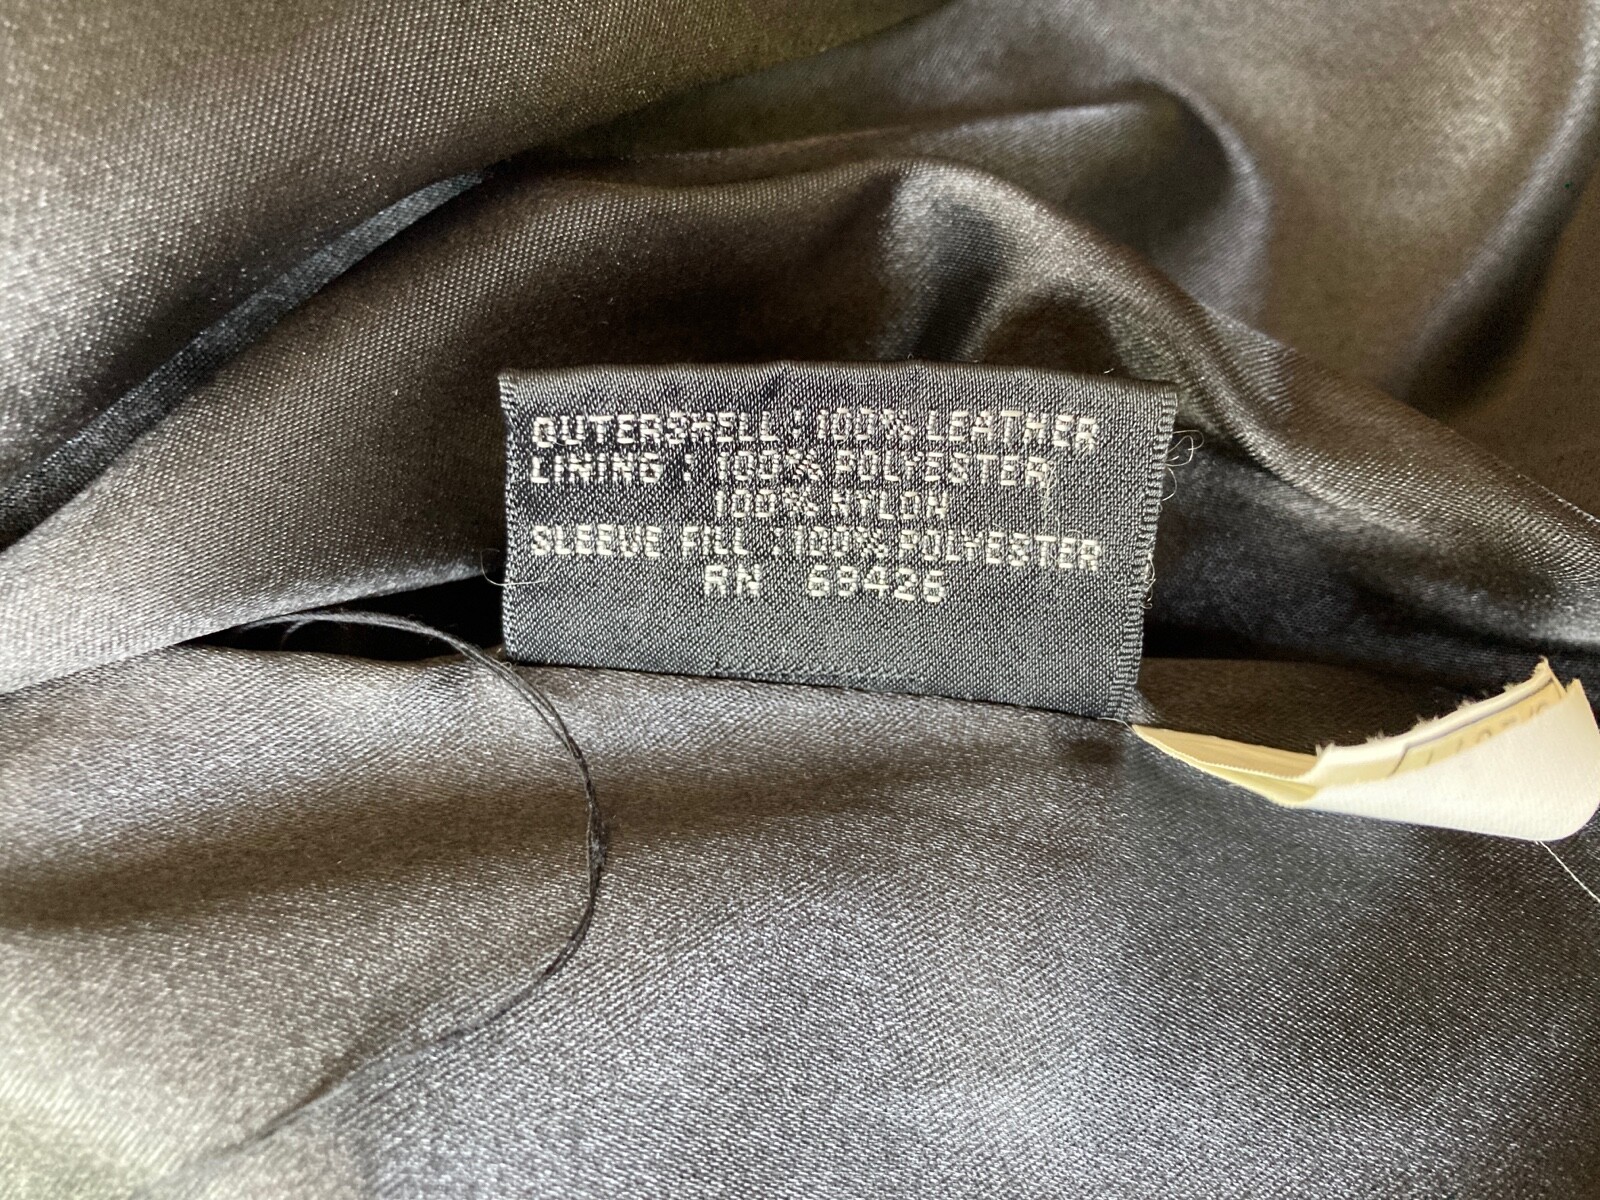 OUTERSHELL : 100% LEATHER
LINING : 100% POLYESTER
100% NYLON
SLEEVE FILL : 100% POLYESTER
RN 69426